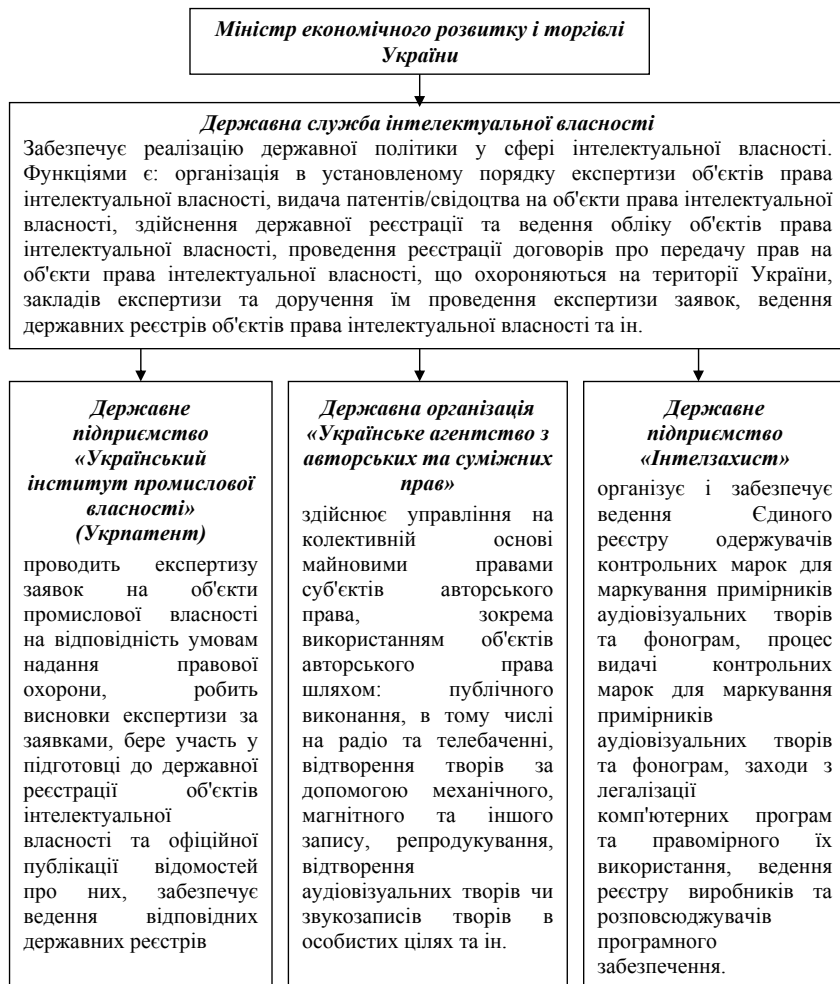 Міністр економічного розвитку і торгівлі
України
Державна служба інтелектуальної власності
Забезпечує реалізацію державної політики у сфері інтелектуальної власності.
Функціями є: організація в установленому порядку експертизи об'єктів права
інтелектуальної власності, видача патентів/свідоцтва на об'єкти права інтелектуальної
власності, здійснення державної реєстрації та ведення обліку об'єктів права
інтелектуальної власності, проведення реєстрації договорів про передачу прав на
об'єкти права інтелектуальної власності, що охороняються на території України,
закладів експертизи та доручення їм проведення експертизи заявок, ведення
державних реєстрів об'єктів права інтелектуальної власності та ін.
Державне
підприємство
«Український
інститут промислової
власності»
(Укрпатент)
проводить експертизу
заявок на об'єкти
промислової власності
на відповідність умовам
надання правової
охорони, робить
висновки експертизи за
заявками, бере участь у
підготовці до державної
реєстрації об'єктів
інтелектуальної
власності та офіційної
публікації відомостей
про них, забезпечує
ведення відповідних
державних реєстрів
Державна організація
«Українське агентство з
авторських та суміжних
прав»
здійснює управління на
колективній основі
майновими правами
суб'єктів авторського
права, зокрема
використанням об'єктів
авторського права
шляхом: публічного
виконання, в тому числі
на радіо та телебаченні,
відтворення творів за
допомогою механічного,
магнітного та іншого
запису, репродукування,
відтворення
аудіовізуальних творів чи
звукозаписів творів в
особистих цілях та ін.
Державне
підприємство
«Інтелзахист»
організує і забезпечує
ведення Єдиного
реєстру одержувачів
контрольних марок для
маркування примірників
аудіовізуальних творів
та фонограм, процес
видачі контрольних
марок для маркування
примірників
аудіовізуальних творів
та фонограм, заходи з
легалізації
комп'ютерних програм
та правомірного їх
використання, ведення
реєстру виробників та
розповсюджувачів
програмного
забезпечення.